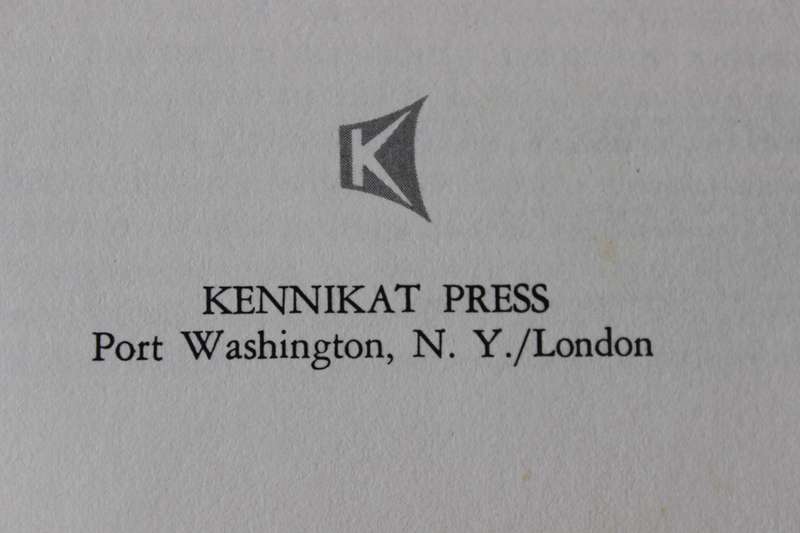 K
KENNIKAT PRESS
Port Washington, N. Y./London